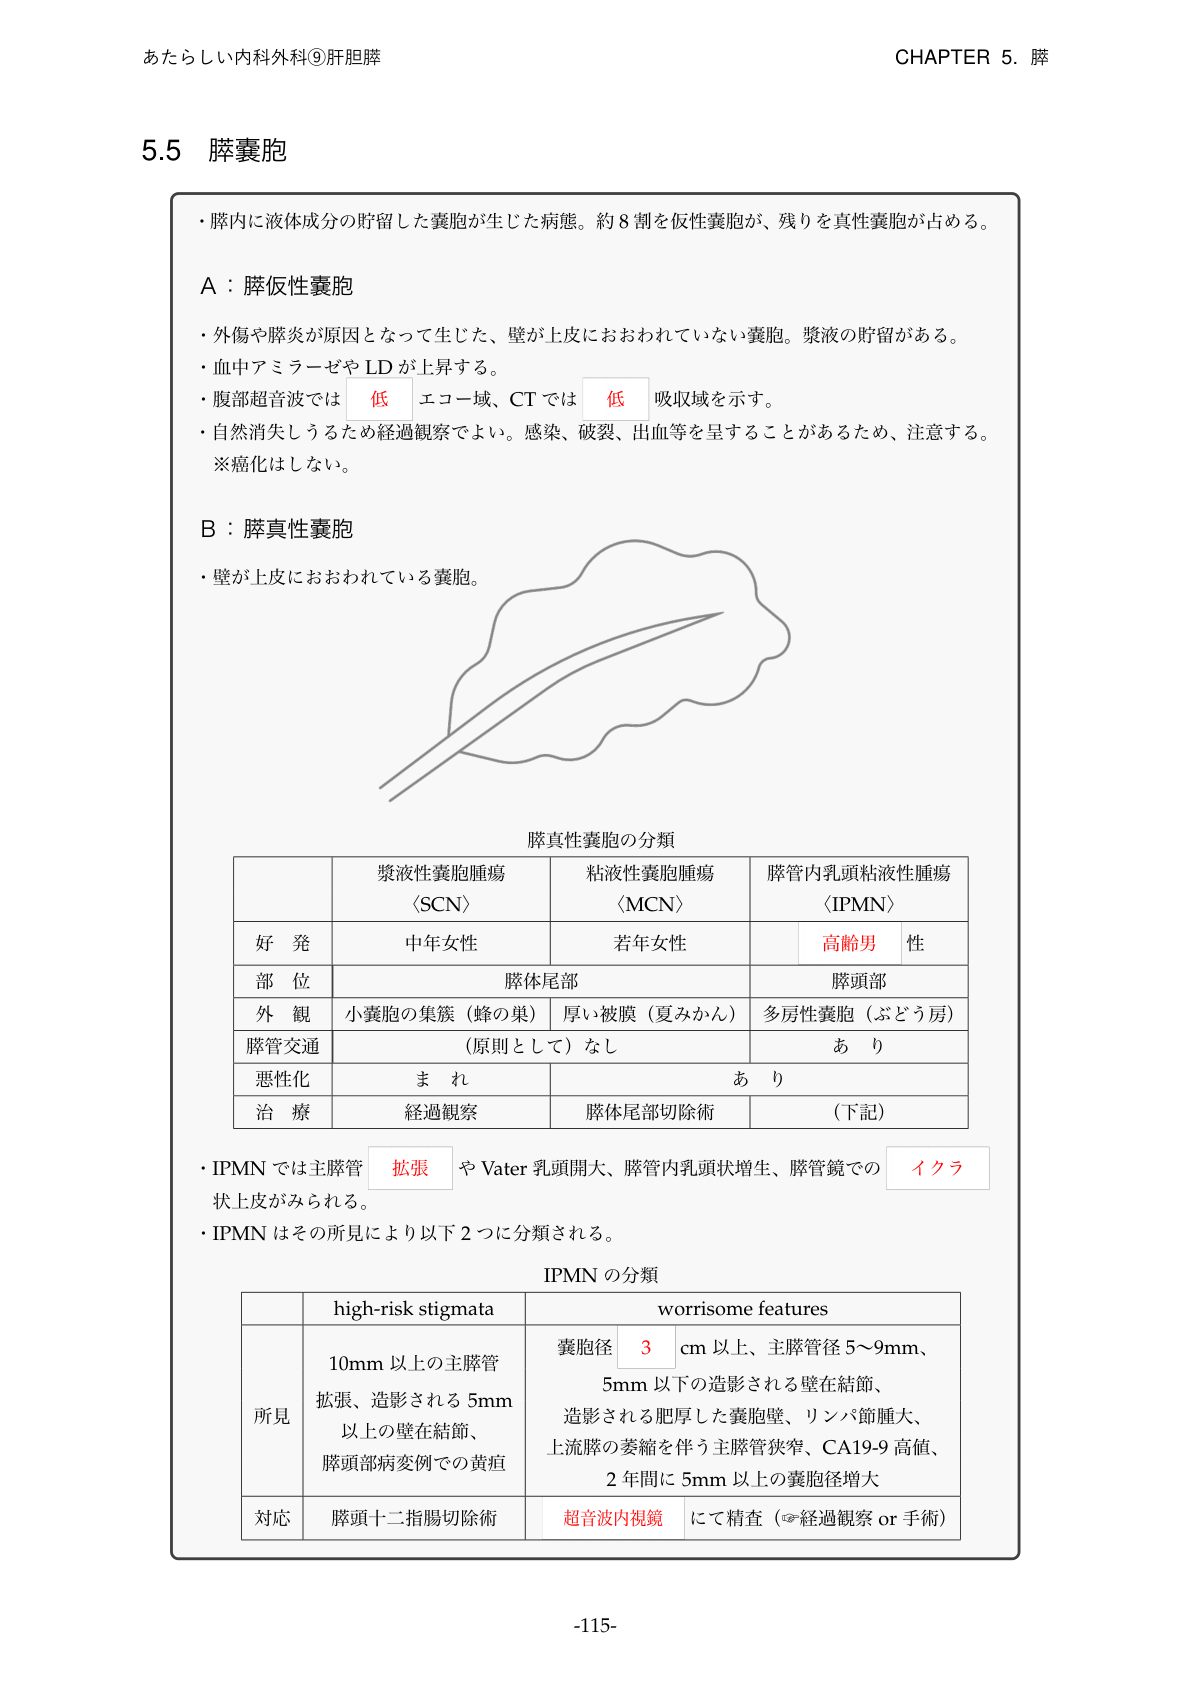 あたらしい内科外科⑨肝胆膵
CHAPTER 5. 膵
5.5 膵囊胞
・膵内に液体成分の貯留した囊胞が生じた病態。約8割を仮性囊胞が、残りを真性囊胞が占める。
A：膵仮性囊胞
・外傷や膵炎が原因となって生じた、壁が上皮におおわれていない囊胞。漿液の貯留がある。
・血中アミラーゼや LD が上昇する。
・腹部超音波では 低 エコー域、CT では 低 吸収域を示す。
・自然消失しうるため経過観察でよい。感染、破裂、出血等を呈することがあるため、注意する。
※癌化はしない。
B：膵真性囊胞
・壁が上皮におおわれている囊胞。
膵真性囊胞の分類
漿液性囊胞腫瘍 粘液性囊胞腫瘍 膵管内乳頭粘液性腫瘍
〈SCN〉 〈MCN〉 〈IPMN〉
好 発 中年女性 若年女性 高齢男 性
部 位 膵体尾部 膵頭部
外 観 小囊胞の集簇（蜂の巣） 厚い被膜（夏みかん） 多房性囊胞（ぶどう房）
膵管交通 （原則として）なし あ り
悪性化 ま れ あ り
治 療 経過観察 膵体尾部切除術 （下記）
・IPMN では主膵管 拡張 や Vater 乳頭開大、膵管内乳頭状増生、膵管鏡での イクラ
状上皮がみられる。
・IPMN はその所見により以下 2 つに分類される。
IPMN の分類
high-risk stigmata worrisome features
所見
10mm 以上の主膵管
拡張、造影される 5mm
以上の壁在結節、
膵頭部病変例での黄疸
囊胞径 3 cm 以上、主膵管径 5〜9mm、
5mm 以下の造影される壁在結節、
造影される肥厚した囊胞壁、リンパ節腫大、
上流膵の萎縮を伴う主膵管狭窄、CA19-9 高値、
2 年間に 5mm 以上の囊胞径増大
対応 膵頭十二指腸切除術 超音波内視鏡 にて精査（☞経過観察 or 手術）
-115-